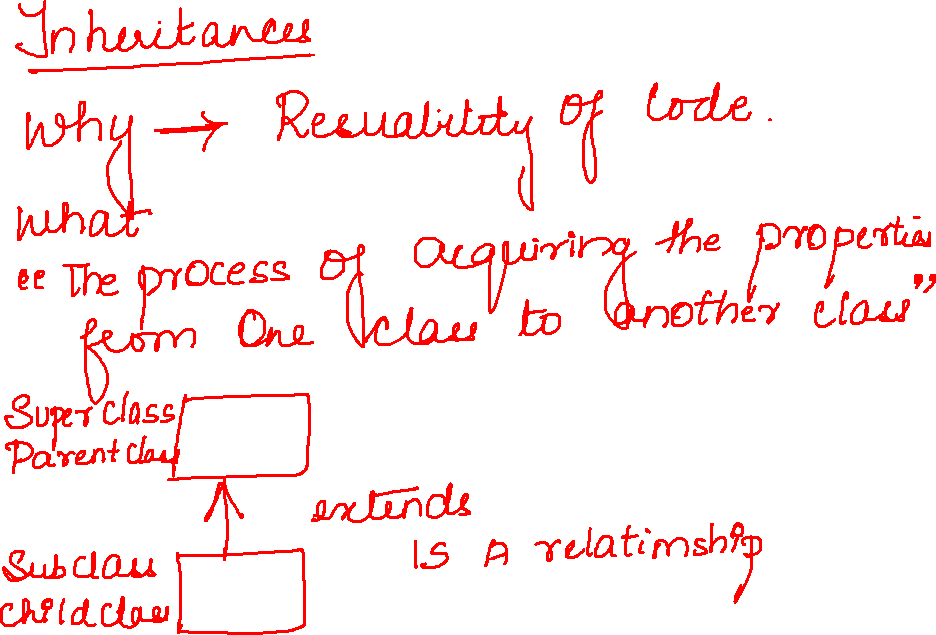 Inheritances
Why → Resuability of Code.
What
"The process of acquiring the properties
from One class to another class"
Super class
Parent class
extends
IS A relationship
Subclass
Child class